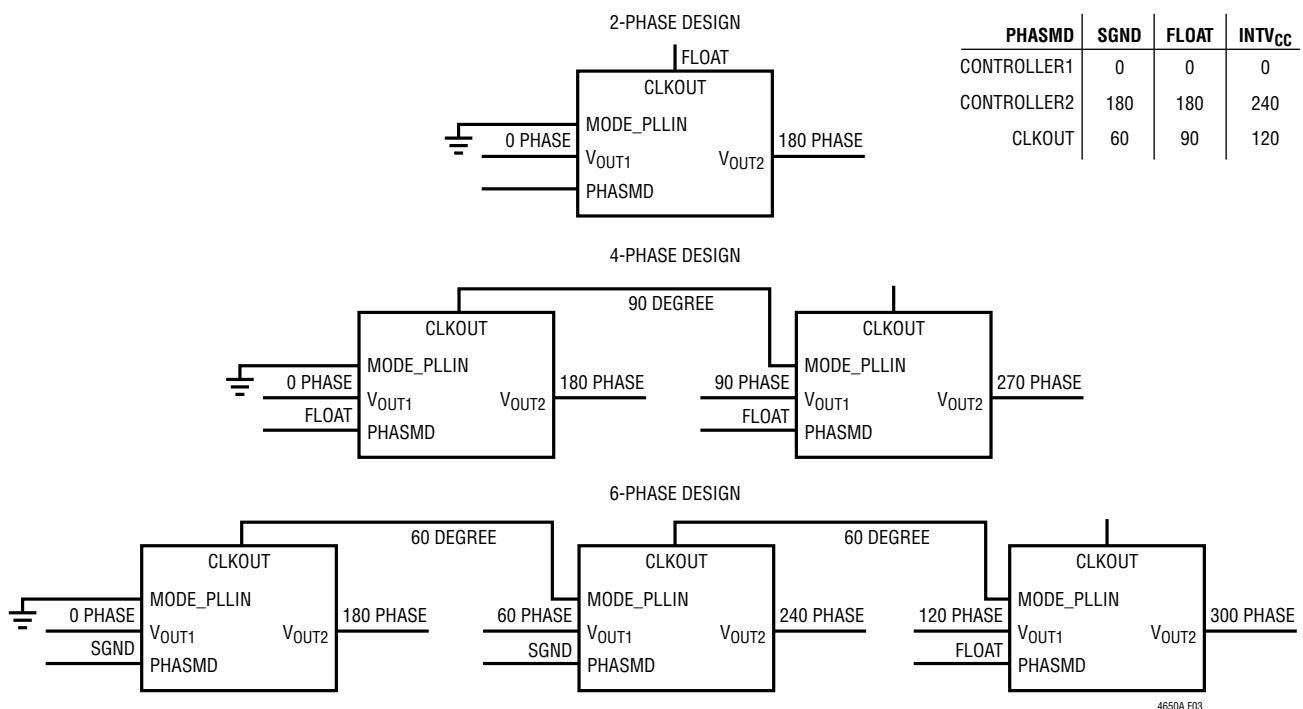 2-PHASE DESIGN
FLOAT
CLKOUT
MODE_PLLIN
0 PHASE
VOUT1
VOUT2
180 PHASE
PHASMD
PHASMD SGND FLOAT INTVCC
CONTROLLER1 0 0 0
CONTROLLER2 180 180 240
CLKOUT 60 90 120
4-PHASE DESIGN
90 DEGREE
CLKOUT
MODE_PLLIN
0 PHASE
VOUT1
VOUT2
180 PHASE
FLOAT
PHASMD
CLKOUT
MODE_PLLIN
90 PHASE
VOUT1
VOUT2
270 PHASE
FLOAT
PHASMD
6-PHASE DESIGN
60 DEGREE
60 DEGREE
CLKOUT
MODE_PLLIN
0 PHASE
VOUT1
VOUT2
180 PHASE
SGND
PHASMD
CLKOUT
MODE_PLLIN
60 PHASE
VOUT1
VOUT2
240 PHASE
SGND
PHASMD
CLKOUT
MODE_PLLIN
120 PHASE
VOUT1
VOUT2
300 PHASE
FLOAT
PHASMD
4650A F03